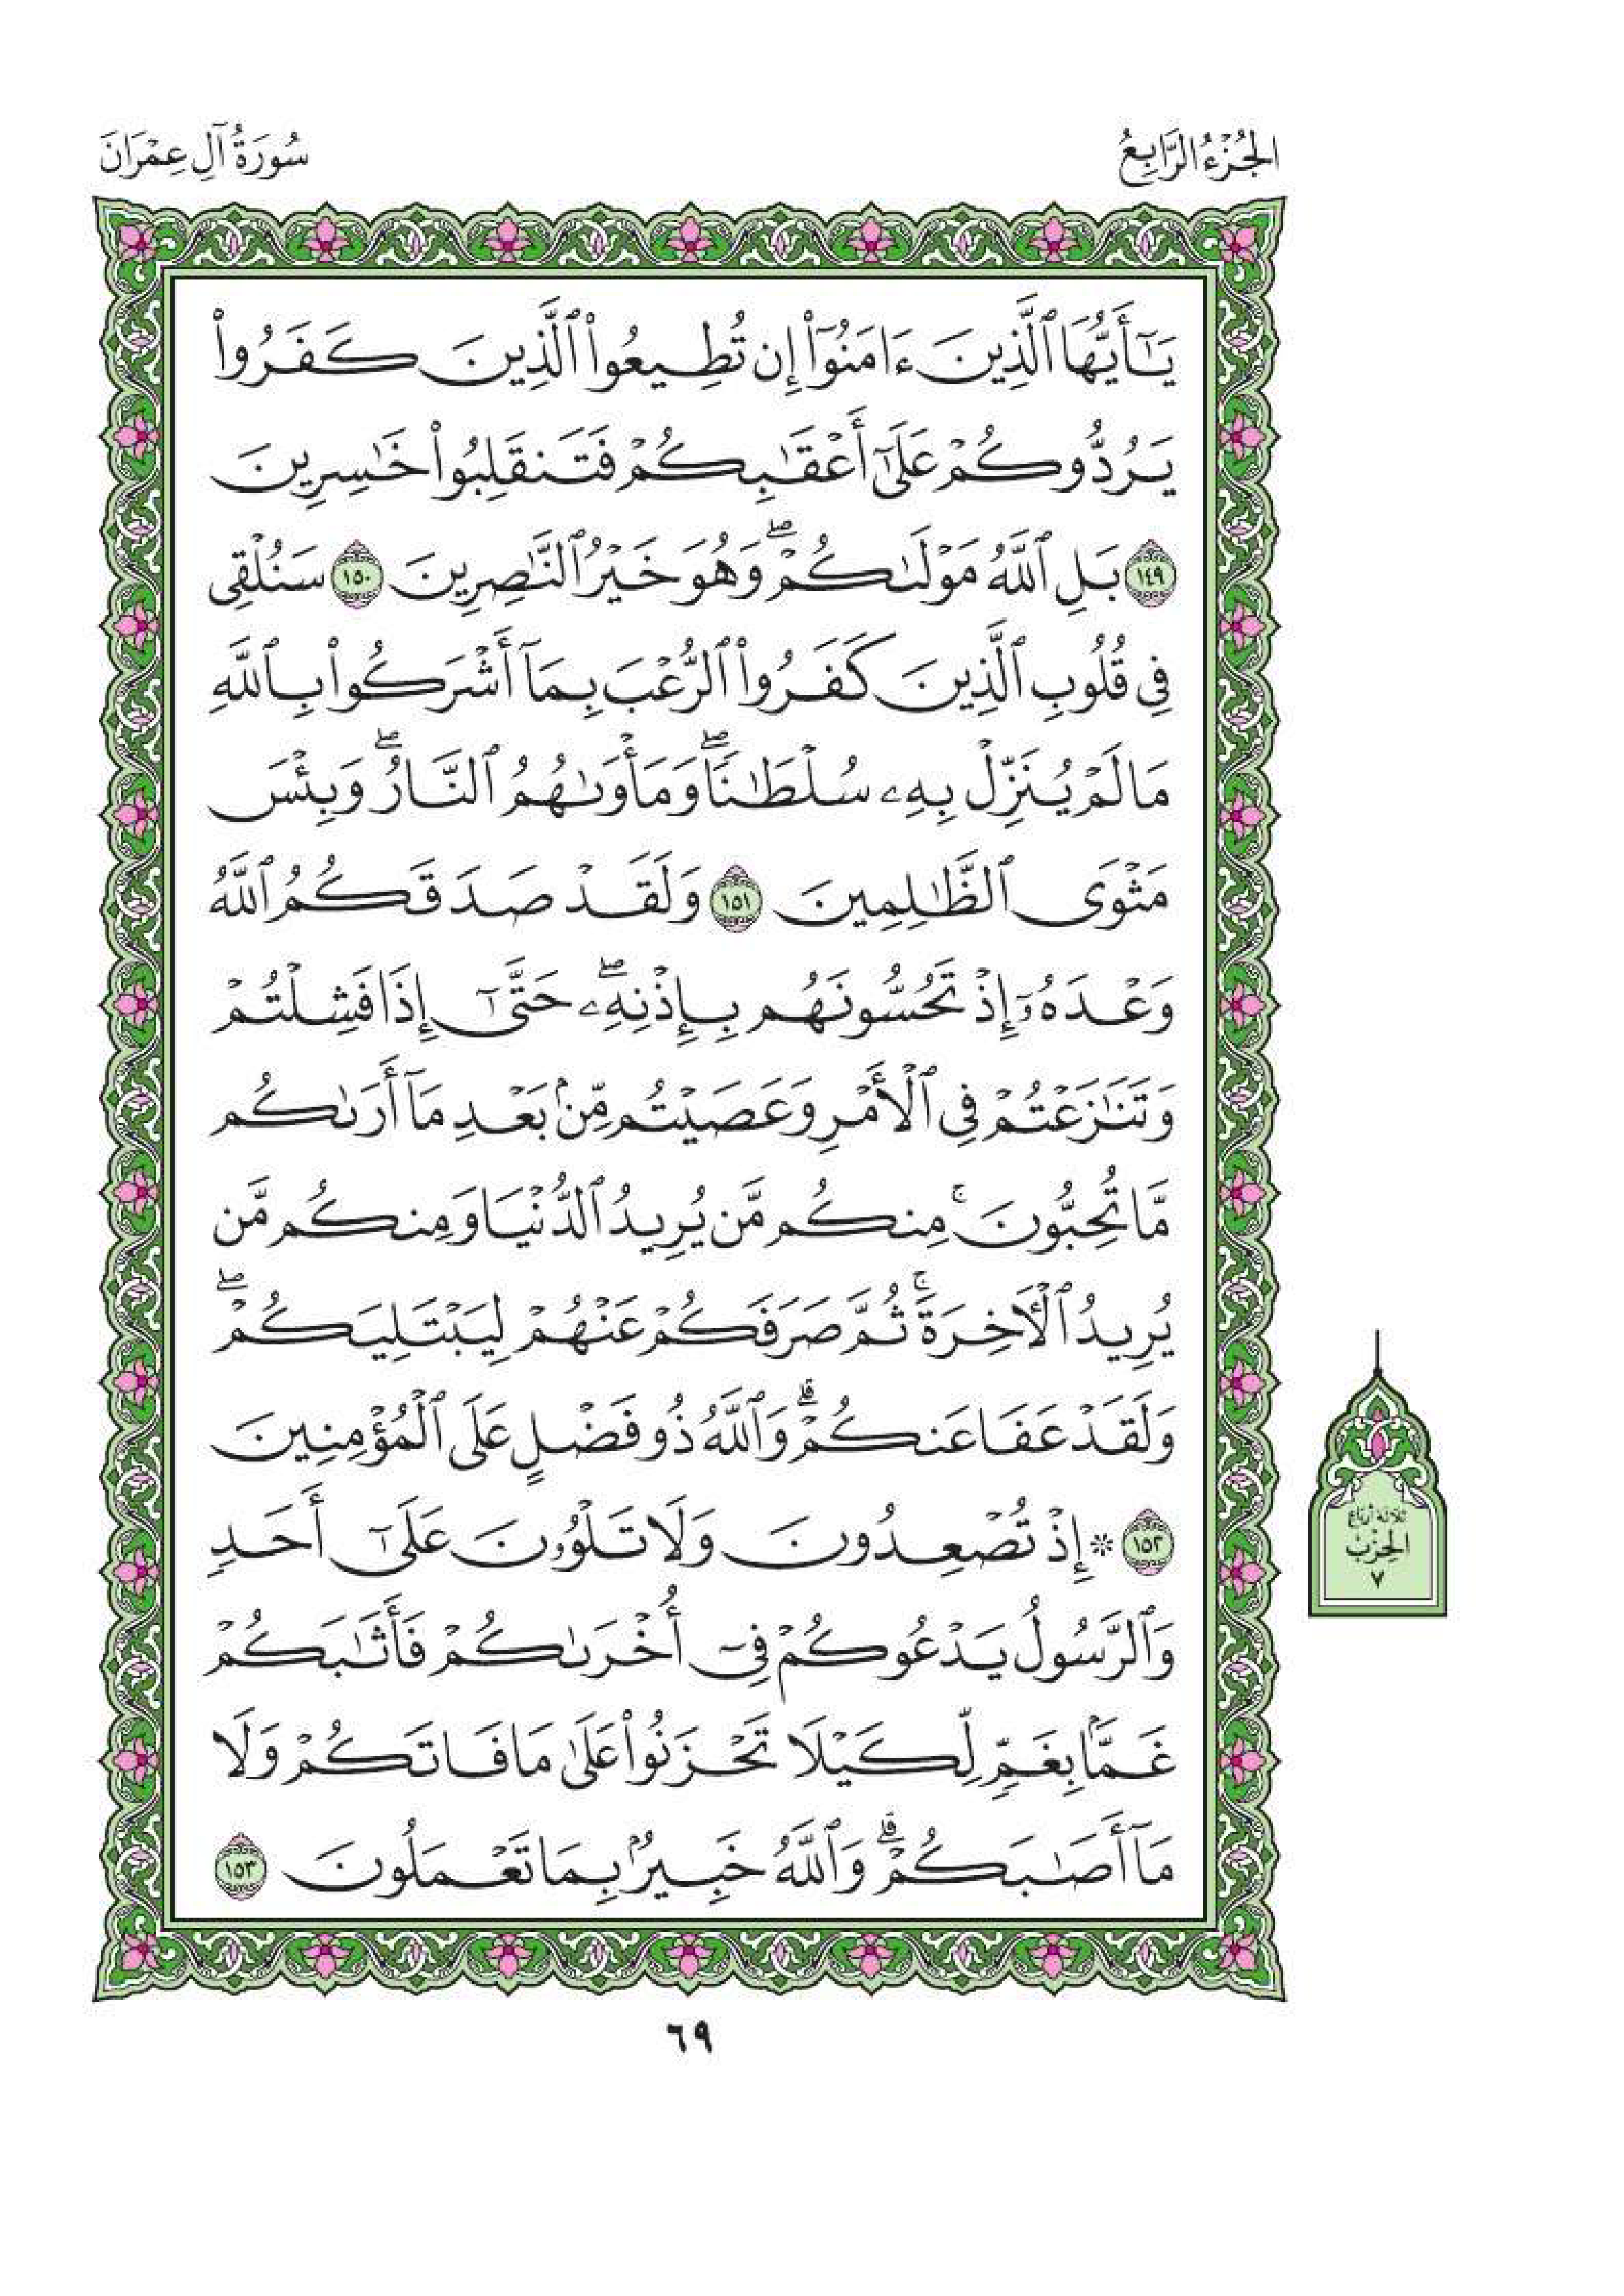 الجُزْءُ الرَّابِعُ
سُورَةُ آلِ عِمْرَانَ
يَـٰٓأَيُّهَا ٱلَّذِينَ ءَامَنُوٓا۟ إِن تُطِيعُوا۟ ٱلَّذِينَ كَفَرُوا۟
يَرُدُّوكُمْ عَلَىٰٓ أَعْقَـٰبِكُمْ فَتَنقَلِبُوا۟ خَـٰسِرِينَ
١٤٩ بَلِ ٱللَّهُ مَوْلَىٰكُمْ ۖ وَهُوَ خَيْرُ ٱلنَّـٰصِرِينَ ١٥٠ سَنُلْقِى
فِى قُلُوبِ ٱلَّذِينَ كَفَرُوا۟ ٱلرُّعْبَ بِمَآ أَشْرَكُوا۟ بِٱللَّهِ
مَا لَمْ يُنَزِّلْ بِهِۦ سُلْطَـٰنًا ۖ وَمَأْوَىٰهُمُ ٱلنَّارُ ۖ وَبِئْسَ
مَثْوَى ٱلظَّـٰلِمِينَ ١٥١ وَلَقَدْ صَدَقَكُمُ ٱللَّهُ
وَعْدَهُۥٓ إِذْ تَحُسُّونَهُم بِإِذْنِهِۦ ۖ حَتَّىٰٓ إِذَا فَشِلْتُمْ
وَتَنَـٰزَعْتُمْ فِى ٱلْأَمْرِ وَعَصَيْتُم مِّنۢ بَعْدِ مَآ أَرَىٰكُم
مَّا تُحِبُّونَ ۚ مِنكُم مَّن يُرِيدُ ٱلدُّنْيَا وَمِنكُم مَّن
يُرِيدُ ٱلْـَٔاخِرَةَ ۚ ثُمَّ صَرَفَكُمْ عَنْهُمْ لِيَبْتَلِيَكُمْ ۖ
وَلَقَدْ عَفَا عَنكُمْ ۗ وَٱللَّهُ ذُو فَضْلٍ عَلَى ٱلْمُؤْمِنِينَ
١٥٢ ۞ إِذْ تُصْعِدُونَ وَلَا تَلْوُۥنَ عَلَىٰٓ أَحَدٍ
وَٱلرَّسُولُ يَدْعُوكُمْ فِىٓ أُخْرَىٰكُمْ فَأَثَـٰبَكُمْ
غَمًّۢا بِغَمٍّ لِّكَيْلَا تَحْزَنُوا۟ عَلَىٰ مَا فَاتَكُمْ وَلَا
مَآ أَصَـٰبَكُمْ ۗ وَٱللَّهُ خَبِيرٌۢ بِمَا تَعْمَلُونَ ١٥٣
ثلاثة أرباع
الحِزْبِ
٧
٦٩